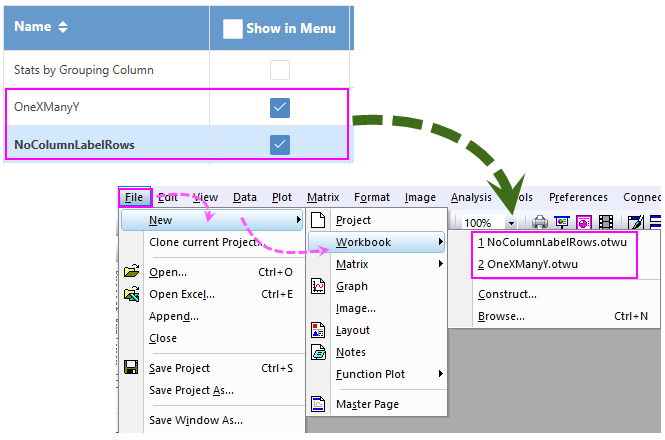 Name
Show in Menu
Stats by Grouping Column
OneXManyY
NoColumnLabelRows
File Edit View Data Plot Matrix Format Image Analysis Tools Preferences Connec
New
Clone current Project...
Open... Ctrl+O
Open Excel... Ctrl+E
Append...
Close
Save Project Ctrl+S
Save Project As...
Save Window As...
Project
Workbook
Matrix
Graph
Image...
Layout
Notes
Function Plot
Master Page
100%
1 NoColumnLabelRows.otwu
2 OneXManyY.otwu
Construct...
Browse... Ctrl+N